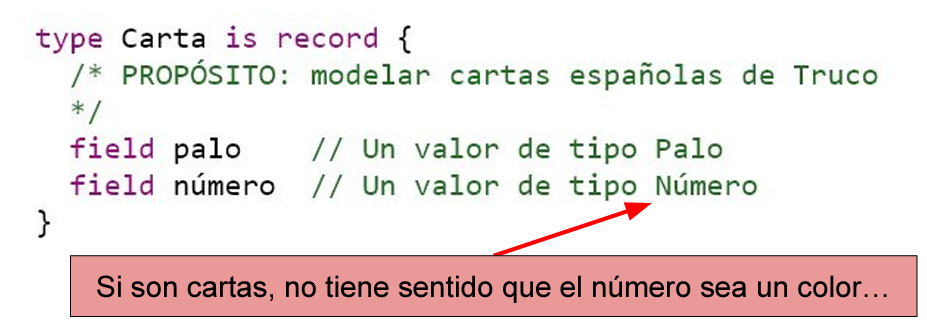 type Carta is record {
/* PROPÓSITO: modelar cartas españolas de Truco
*/
field palo // Un valor de tipo Palo
field número // Un valor de tipo Número
}
Si son cartas, no tiene sentido que el número sea un color…